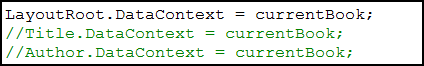 LayoutRoot.DataContext = currentBook;
//Title.DataContext = currentBook;
//Author.DataContext = currentBook;